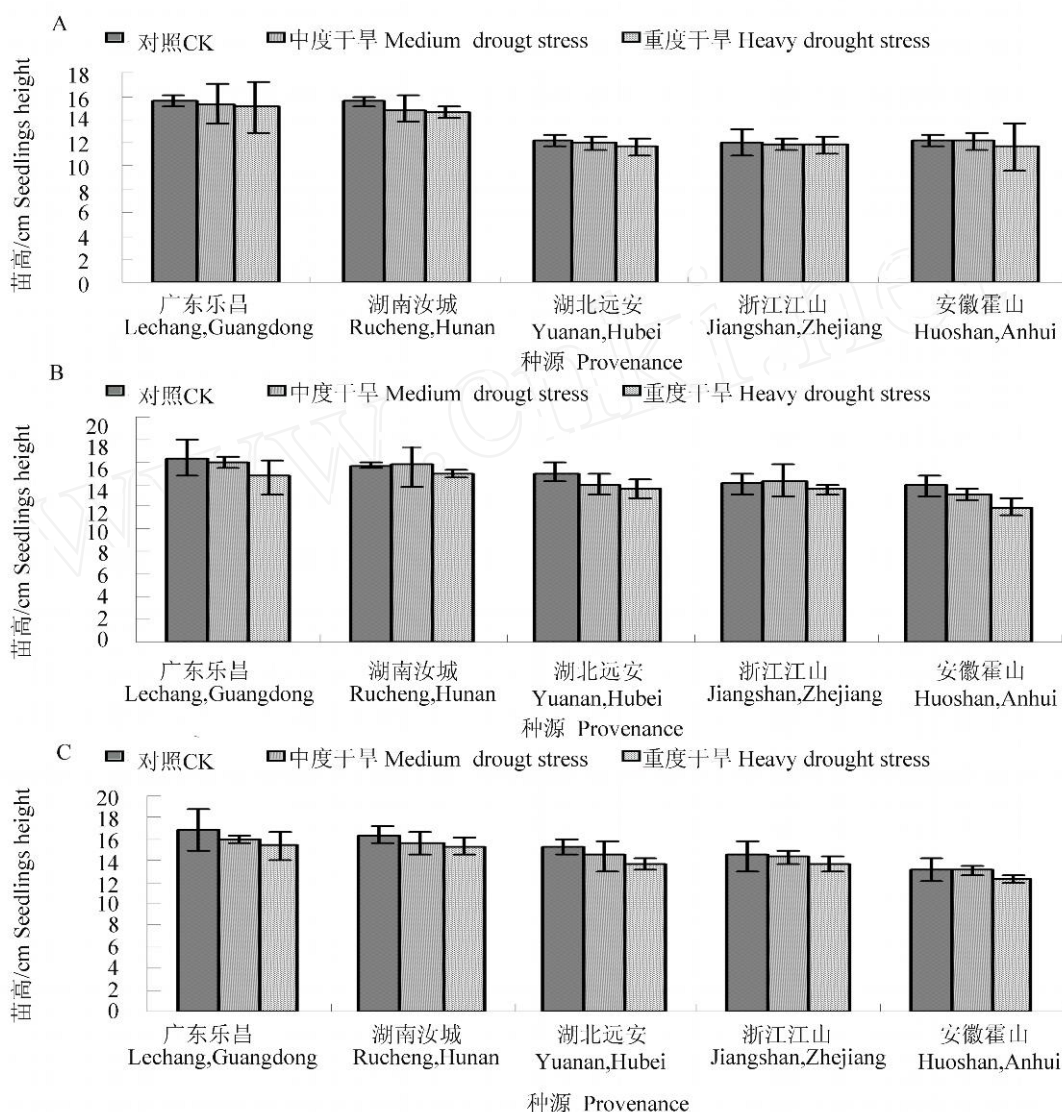 A
对照CK 中度干旱 Medium drougt stress 重度干旱 Heavy drought stress
苗高/cm Seedlings height
18
16
14
12
10
8
6
4
2
0
广东乐昌 湖南汝城 湖北远安 浙江江山 安徽霍山
Lechang,Guangdong Rucheng,Hunan Yuanan,Hubei Jiangshan,Zhejiang Huoshan,Anhui
种源 Provenance
B
对照CK 中度干旱 Medium drougt stress 重度干旱 Heavy drought stress
苗高/cm Seedlings height
20
18
16
14
12
10
8
6
4
2
0
广东乐昌 湖南汝城 湖北远安 浙江江山 安徽霍山
Lechang,Guangdong Rucheng,Hunan Yuanan,Hubei Jiangshan,Zhejiang Huoshan,Anhui
种源 Provenance
C
对照CK 中度干旱 Medium drougt stress 重度干旱 Heavy drought stress
苗高/cm Seedlings height
20
18
16
14
12
10
8
6
4
2
0
广东乐昌 湖南汝城 湖北远安 浙江江山 安徽霍山
Lechang,Guangdong Rucheng,Hunan Yuanan,Hubei Jiangshan,Zhejiang Huoshan,Anhui
种源 Provenance
www.cnki.net